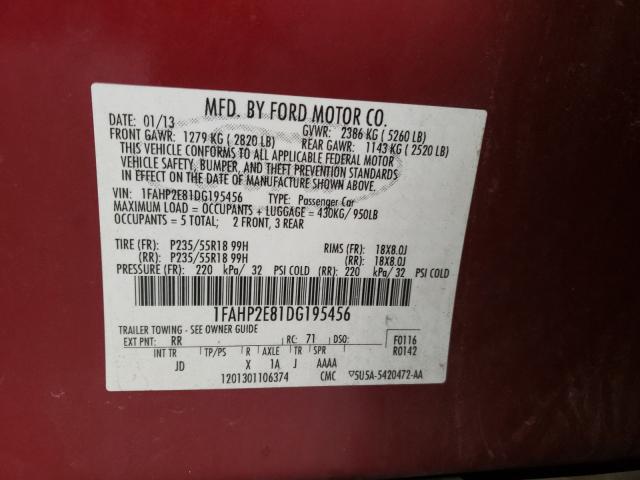 MFD. BY FORD MOTOR CO.
DATE: 01/13 GVWR: 2386 KG ( 5260 LB)
FRONT GAWR: 1279 KG ( 2820 LB) REAR GAWR: 1143 KG ( 2520 LB)
THIS VEHICLE CONFORMS TO ALL APPLICABLE FEDERAL MOTOR
VEHICLE SAFETY, BUMPER, AND THEFT PREVENTION STANDARDS
IN EFFECT ON THE DATE OF MANUFACTURE SHOWN ABOVE.
VIN: 1FAHP2E81DG195456 TYPE: Passenger Car
MAXIMUM LOAD = OCCUPANTS + LUGGAGE = 430KG/ 950LB
OCCUPANTS = 5 TOTAL; 2 FRONT, 3 REAR
TIRE (FR): P235/55R18 99H RIMS (FR): 18X8.0J
(RR): P235/55R18 99H (RR): 18X8.0J
PRESSURE (FR): 220 kPa/ 32 PSI COLD (RR): 220 kPa/ 32 PSI COLD
1FAHP2E81DG195456
TRAILER TOWING - SEE OWNER GUIDE
EXT PNT: RR RC: 71 DSO: F0116
INT TR TP/PS R AXLE TR SPR R0142
JD X 1A J AAAA
1201301106374 CMC ▽5U5A-5420472-AA